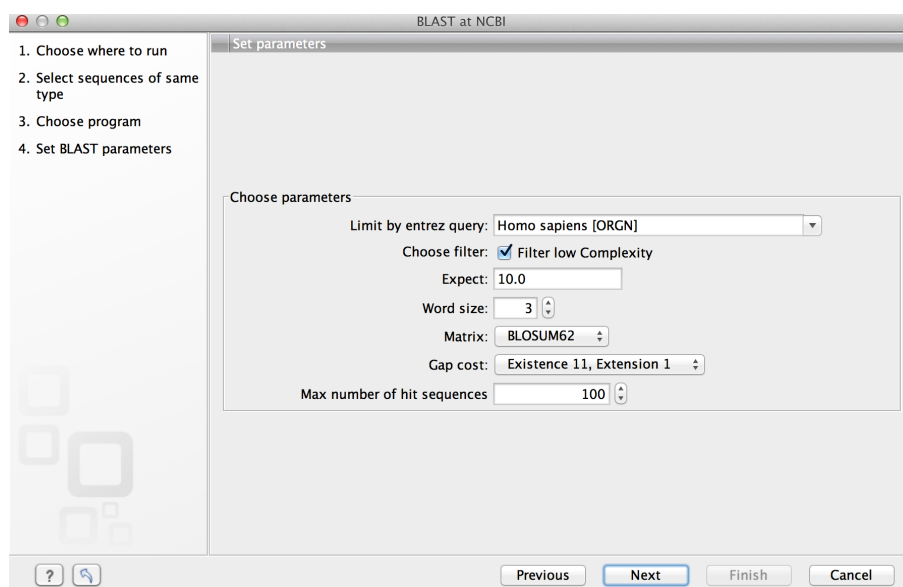 BLAST at NCBI
1. Choose where to run
2. Select sequences of same
type
3. Choose program
4. Set BLAST parameters
Set parameters
Choose parameters
Limit by entrez query: Homo sapiens [ORGN]
Choose filter: Filter low Complexity
Expect: 10.0
Word size: 3
Matrix: BLOSUM62
Gap cost: Existence 11, Extension 1
Max number of hit sequences 100
? Previous Next Finish Cancel